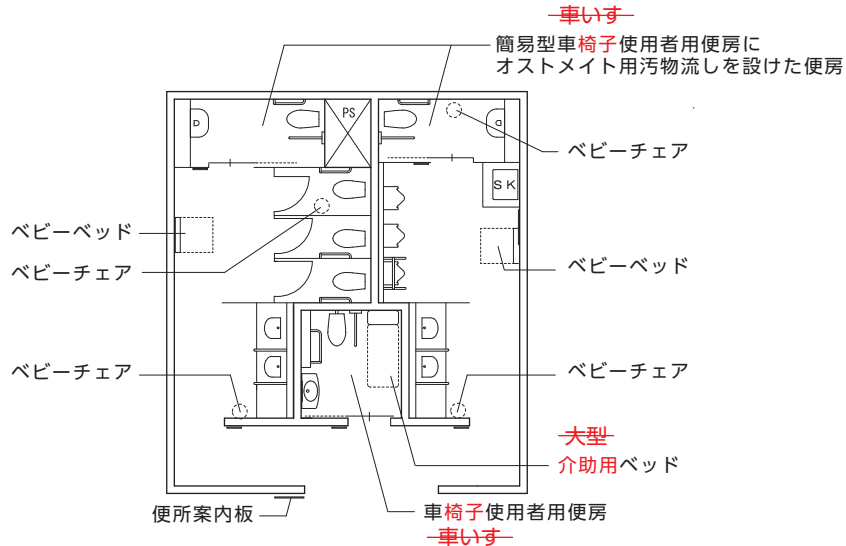 車いす
簡易型車椅子使用者用便房に
オストメイト用汚物流しを設けた便房
PS
ベビーチェア
SK
ベビーベッド
ベビーチェア
ベビーベッド
ベビーチェア
ベビーチェア
大型
介助用ベッド
便所案内板
車椅子使用者用便房
車いす